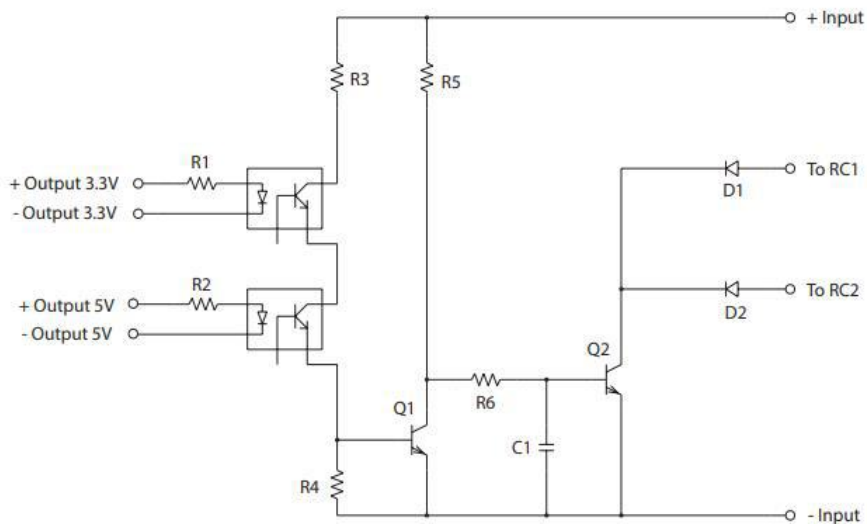 + Input
R3
R5
R1
+ Output 3.3V
- Output 3.3V
To RC1
D1
R2
+ Output 5V
- Output 5V
To RC2
D2
Q2
R6
Q1
C1
R4
- Input